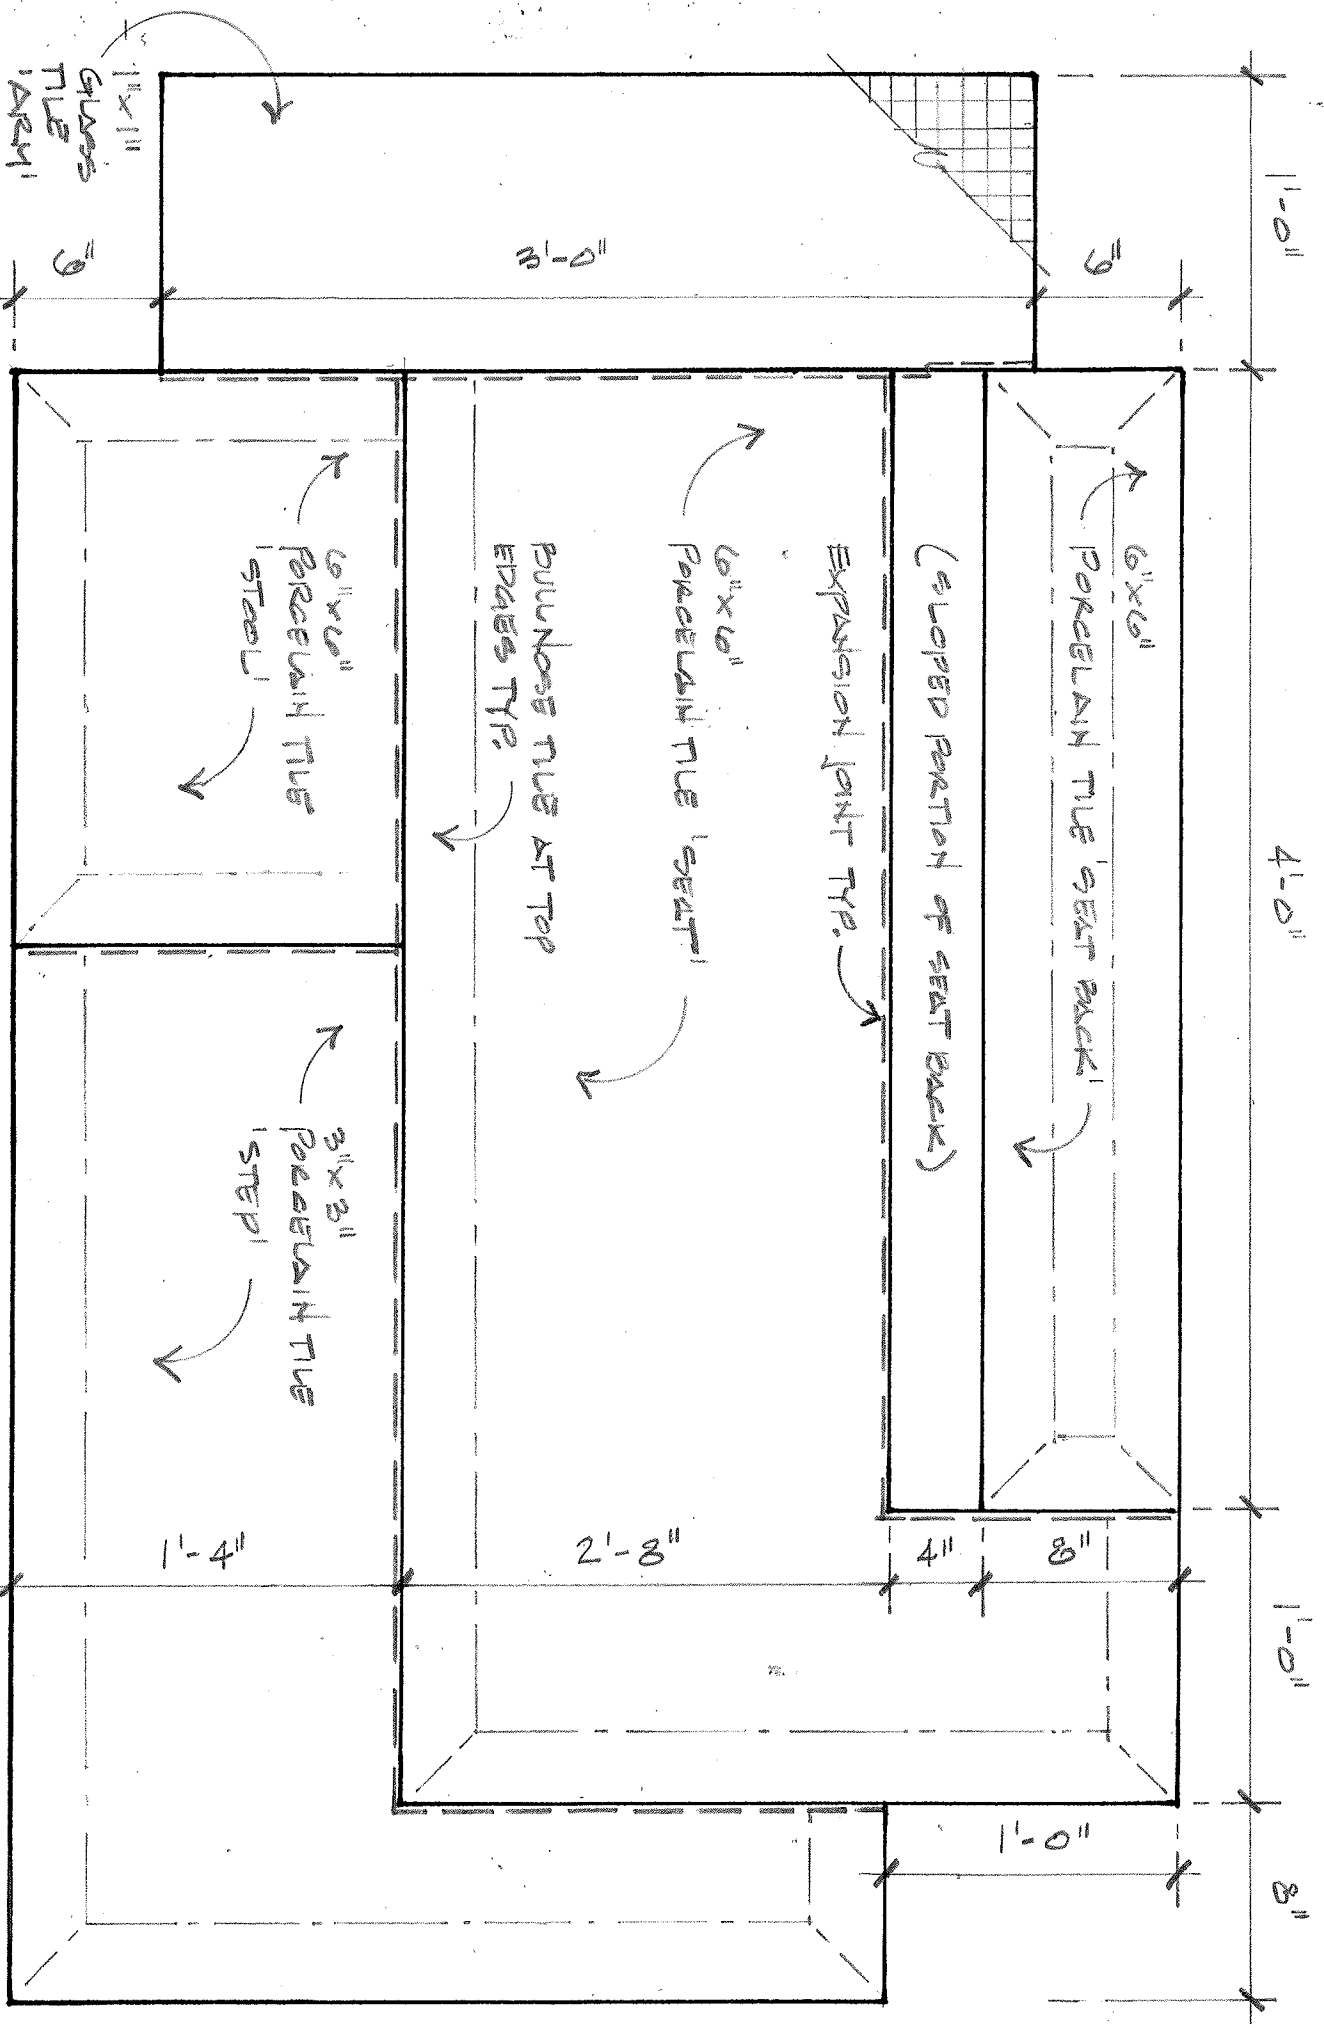 1'-0"
4'-0"
1'-0"
8"
6"x6"
PORCELAIN TILE 'SEAT BACK'
(SLOPED PORTION OF SEAT BACK)
EXPANSION JOINT TYP.
6"x6"
PORCELAIN TILE 'SEAT'
BULLNOSE TILE AT TOP
EDGES TYP.
6"x6"
PORCELAIN TILE
'STOOL'
3"x3"
PORCELAIN TILE
'STEP'
1"x1"
GLASS
TILE
'ARM'
6"
3'-0"
6"
8"
4"
2'-8"
1'-4"
1'-0"